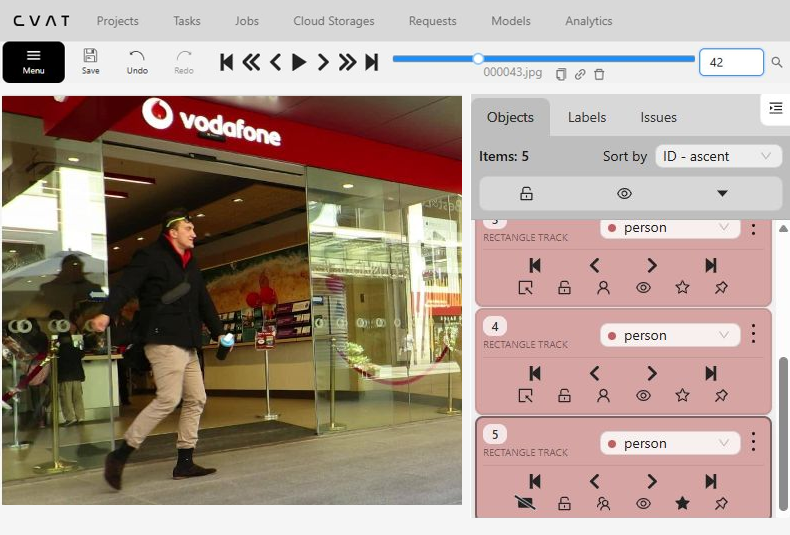 CVAT Projects Tasks Jobs Cloud Storages Requests Models Analytics
Menu Save Undo Redo 000043.jpg 42
vodafone
Objects Labels Issues
Items: 5 Sort by ID - ascent
person
RECTANGLE TRACK
4 person
RECTANGLE TRACK
5 person
RECTANGLE TRACK